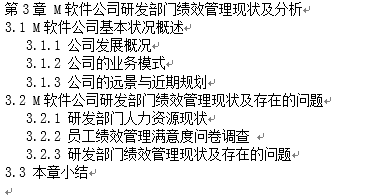 第 3 章 M 软件公司研发部门绩效管理现状及分析
3.1 M 软件公司基本状况概述
3.1.1 公司发展概况
3.1.2 公司的业务模式
3.1.3 公司的远景与近期规划
3.2 M 软件公司研发部门绩效管理现状及存在的问题
3.2.1 研发部门人力资源现状
3.2.2 员工绩效管理满意度问卷调查
3.2.3 研发部门绩效管理现状及存在的问题
3.3 本章小结